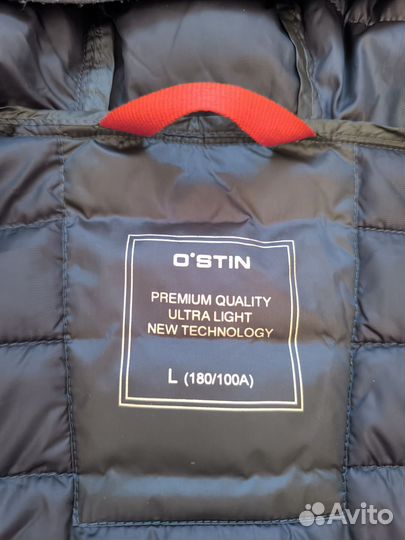 O'STIN
PREMIUM QUALITY
ULTRA LIGHT
NEW TECHNOLOGY
L (180/100A)
Avito